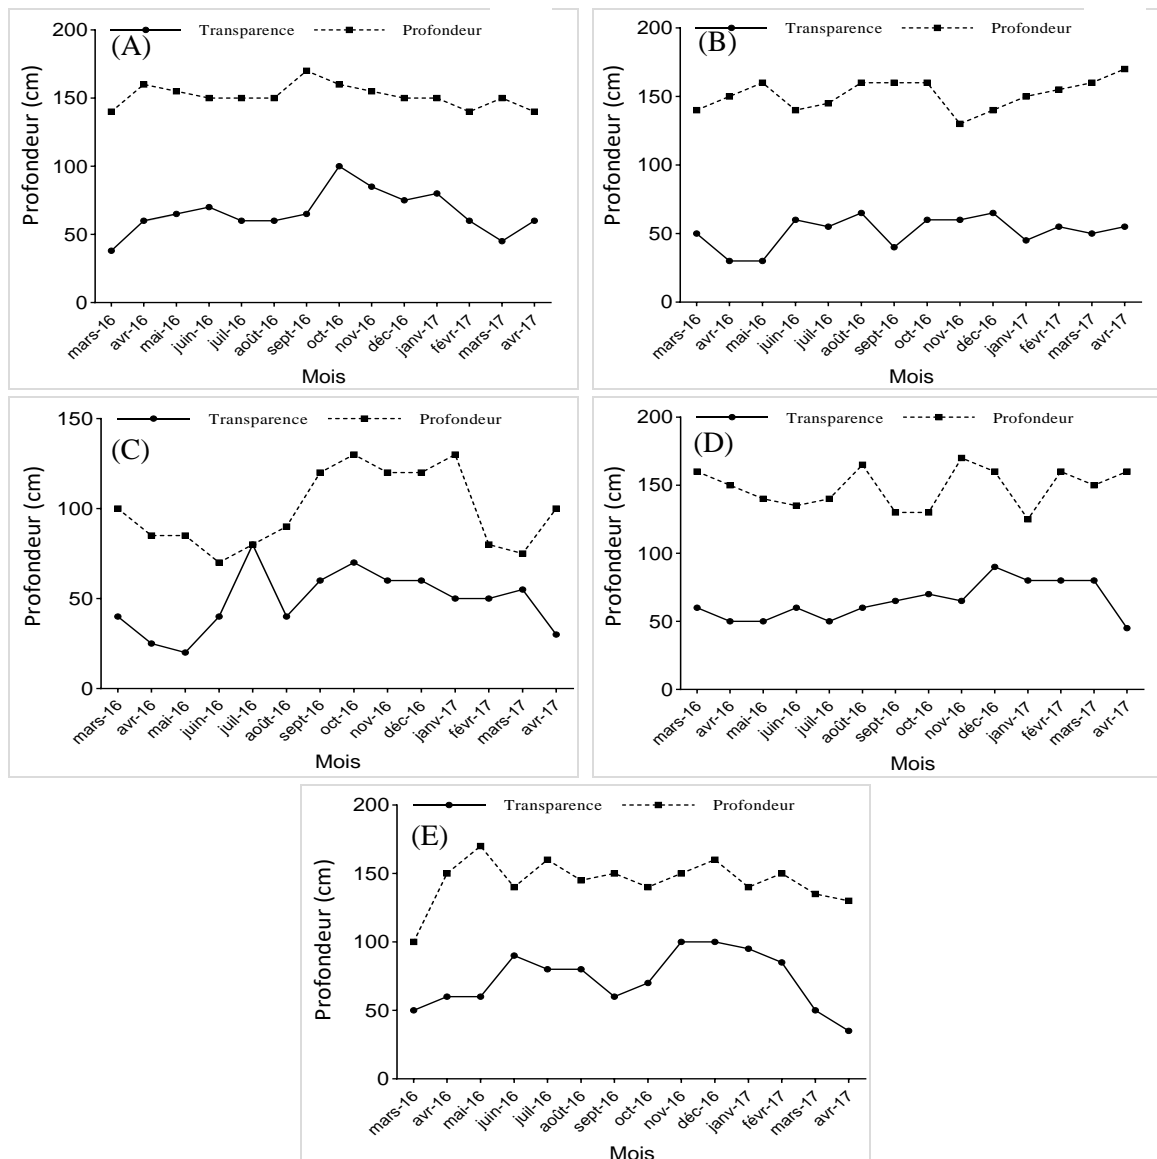 Transparence Profondeur
(A)
200
150
100
50
0
Profondeur (cm)
mars-16
avr-16
mai-16
juin-16
juil-16
août-16
sept-16
oct-16
nov-16
déc-16
janv-17
févr-17
mars-17
avr-17
Mois
Transparence Profondeur
(B)
200
150
100
50
0
Profondeur (cm)
mars-16
avr-16
mai-16
juin-16
juil-16
août-16
sept-16
oct-16
nov-16
déc-16
janv-17
févr-17
mars-17
avr-17
Mois
Transparence Profondeur
(C)
150
100
50
0
Profondeur (cm)
mars-16
avr-16
mai-16
juin-16
juil-16
août-16
sept-16
oct-16
nov-16
déc-16
janv-17
févr-17
mars-17
avr-17
Mois
Transparence Profondeur
(D)
200
150
100
50
0
Profondeur (cm)
mars-16
avr-16
mai-16
juin-16
juil-16
août-16
sept-16
oct-16
nov-16
déc-16
janv-17
févr-17
mars-17
avr-17
Mois
Transparence Profondeur
(E)
200
150
100
50
0
Profondeur (cm)
mars-16
avr-16
mai-16
juin-16
juil-16
août-16
sept-16
oct-16
nov-16
déc-16
janv-17
févr-17
mars-17
avr-17
Mois